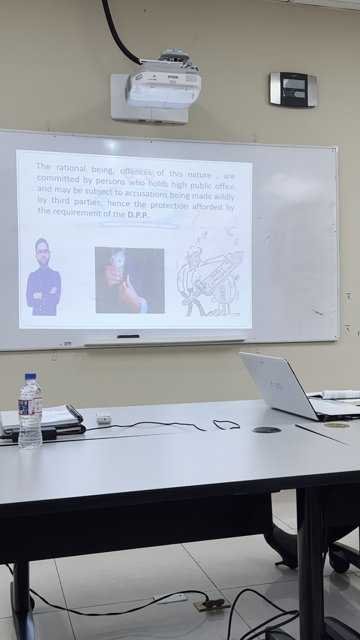 EPSON
The rational being, offences of this nature , are
committed by persons who holds high public office
and may be subject to accusations being made wildly
by third parties, hence the protection afforded by
the requirement of the D.P.P.